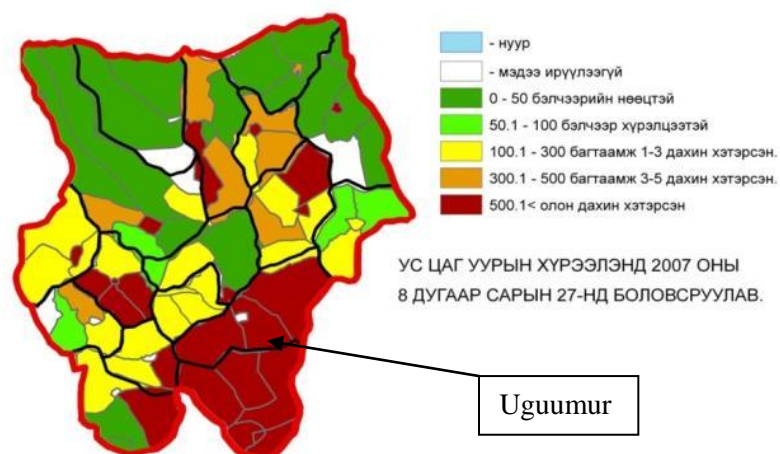 - нуур
- мэдээ ирүүлээгүй
0 - 50 бэлчээрийн нөөцтэй
50.1 - 100 бэлчээр хүрэлцээтэй
100.1 - 300 багтаамж 1-3 дахин хэтэрсэн.
300.1 - 500 багтаамж 3-5 дахин хэтэрсэн.
500.1< олон дахин хэтэрсэн
УС ЦАГ УУРЫН ХҮРЭЭЛЭНД 2007 ОНЫ
8 ДУГААР САРЫН 27-НД БОЛОВСРУУЛАВ.
Uguumur